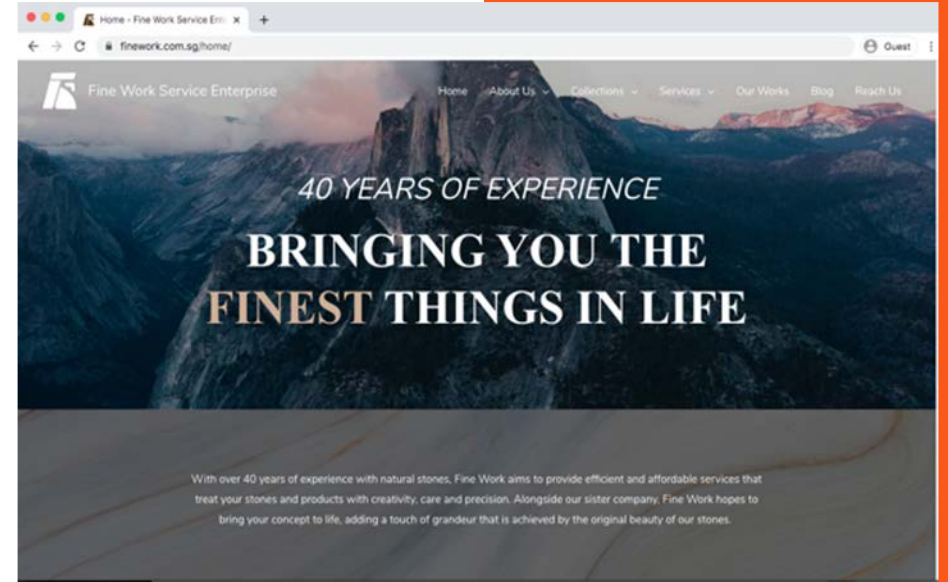 Home - Fine Work Service Ent
finework.com.sg/home/
Guest
Fine Work Service Enterprise
Home About Us Collections Services Our Works Blog Reach Us
40 YEARS OF EXPERIENCE
BRINGING YOU THE
FINEST THINGS IN LIFE
With over 40 years of experience with natural stones, Fine Work aims to provide efficient and affordable services that
treat your stones and products with creativity, care and precision. Alongside our sister company, Fine Work hopes to
bring your concept to life, adding a touch of grandeur that is achieved by the original beauty of our stones.